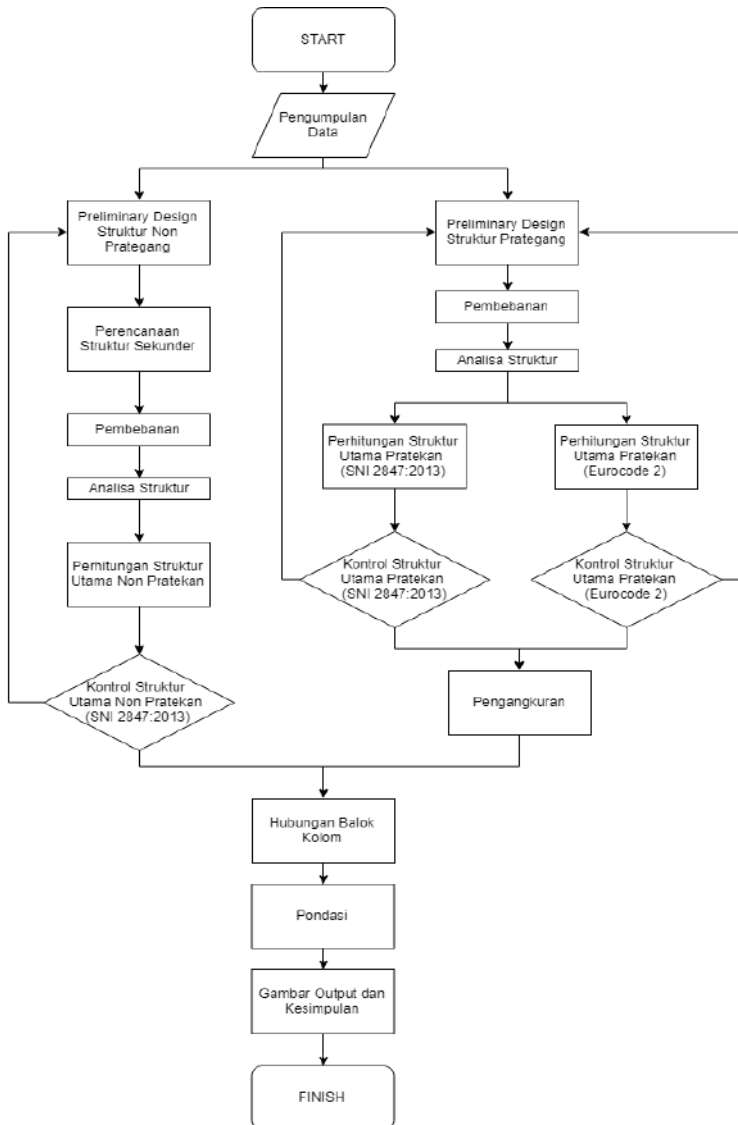 START
Pengumpulan
Data
Preliminary Design
Struktur Non
Prategang
Perencanaan
Struktur Sekunder
Pembebanan
Analisa Struktur
Perhitungan Struktur
Utama Non Pratekan
Kontrol Struktur
Utama Non Pratekan
(SNI 2847:2013)
Preliminary Design
Struktur Prategang
Pembebanan
Analisa Struktur
Perhitungan Struktur
Utama Pratekan
(SNI 2847:2013)
Kontrol Struktur
Utama Pratekan
(SNI 2847:2013)
Perhitungan Struktur
Utama Pratekan
(Eurocode 2)
Kontrol Struktur
Utama Pratekan
(Eurocode 2)
Pengangkuran
Hubungan Balok
Kolom
Pondasi
Gambar Output dan
Kesimpulan
FINISH